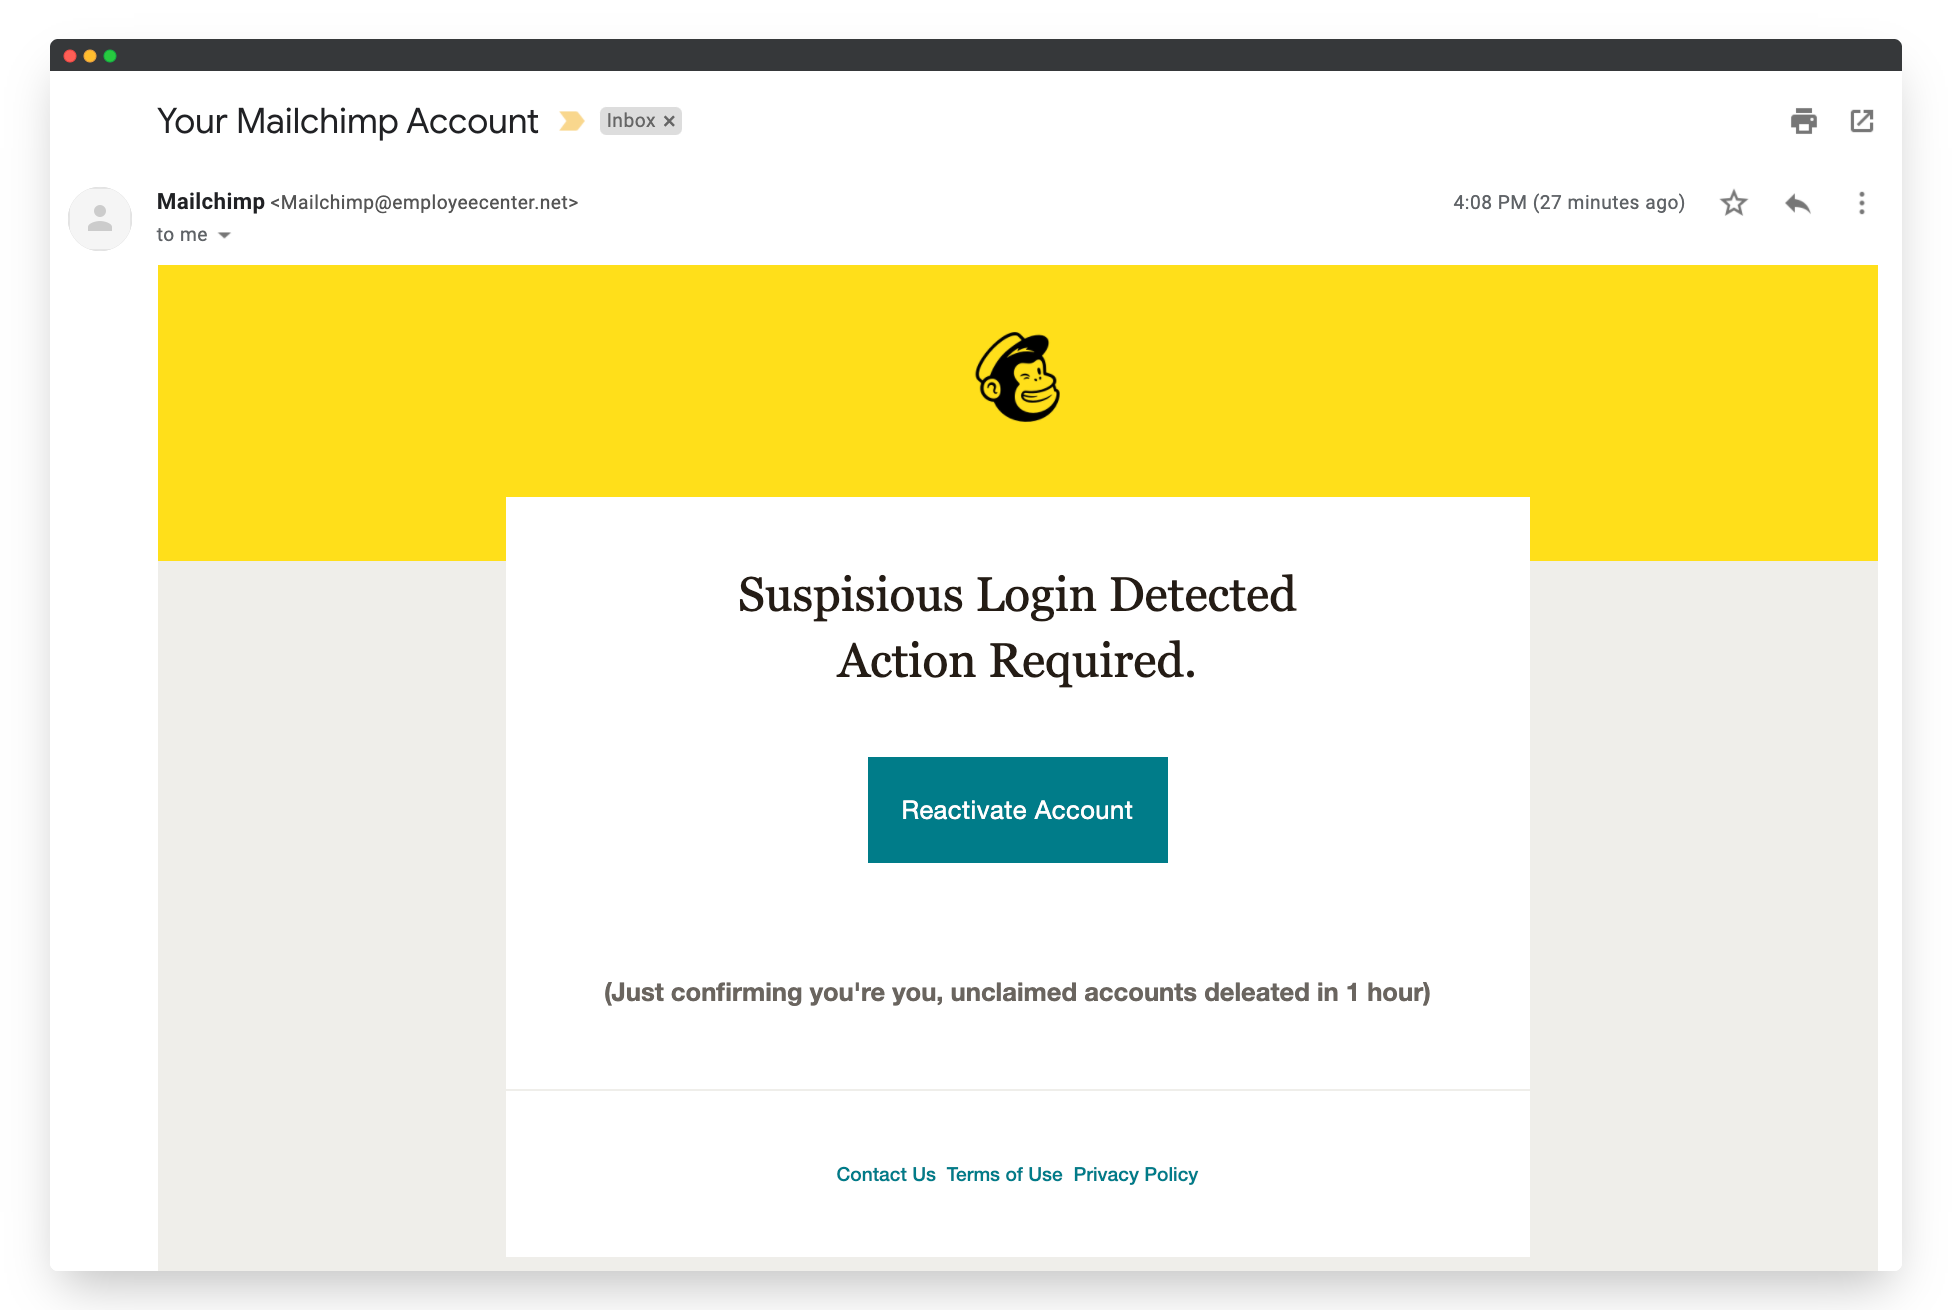 Your Mailchimp Account Inbox ×
Mailchimp <Mailchimp@employeecenter.net> 4:08 PM (27 minutes ago)
to me
Suspisious Login Detected
Action Required.
Reactivate Account
(Just confirming you're you, unclaimed accounts deleated in 1 hour)
Contact Us Terms of Use Privacy Policy